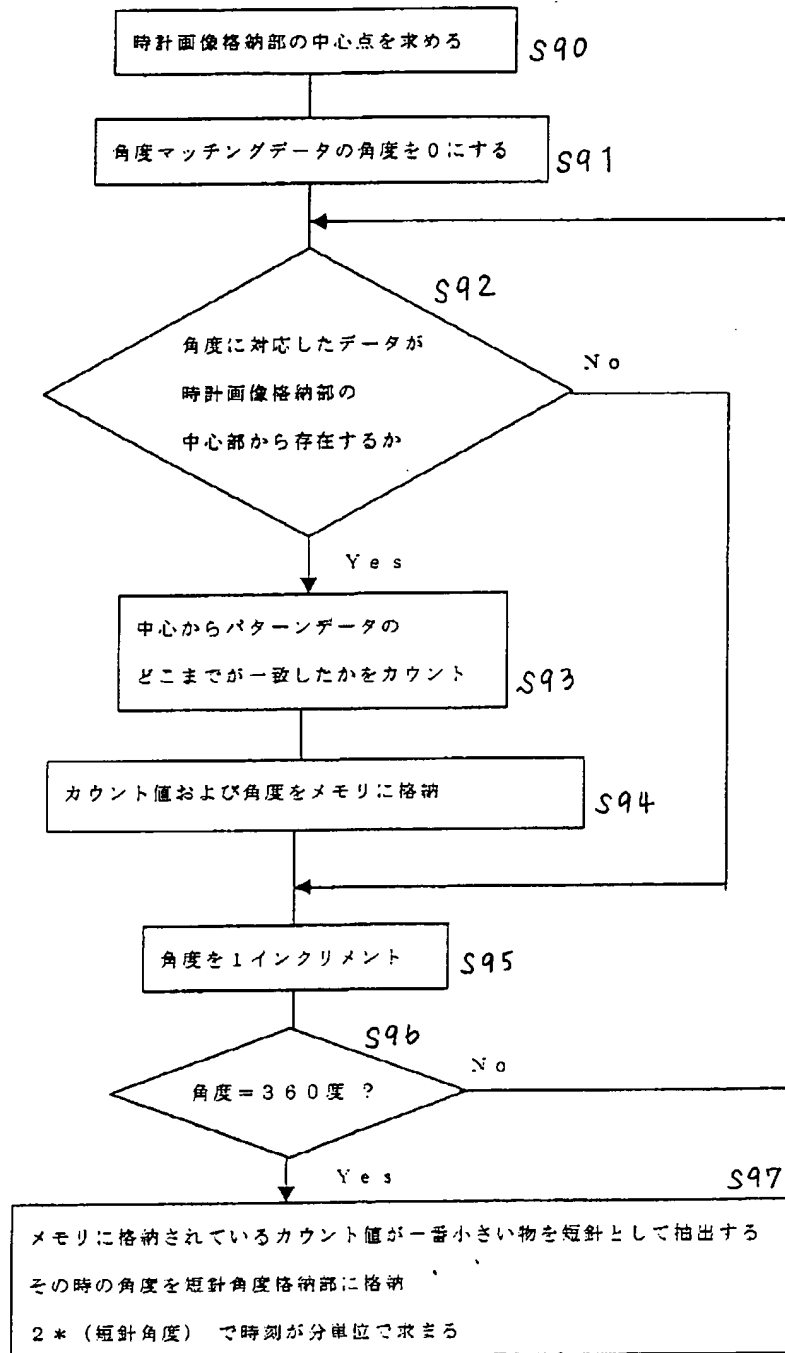 時計画像格納部の中心点を求める
S90
角度マッチングデータの角度を0にする
S91
S92
角度に対応したデータが
時計画像格納部の
中心部から存在するか
No
Yes
中心からパターンデータの
どこまでが一致したかをカウント
S93
カウント値および角度をメモリに格納
S94
角度を1インクリメント
S95
S96
角度=360度 ?
No
Yes
S97
メモリに格納されているカウント値が一番小さい物を短針として抽出する
その時の角度を短針角度格納部に格納
2*(短針角度) で時刻が分単位で求まる